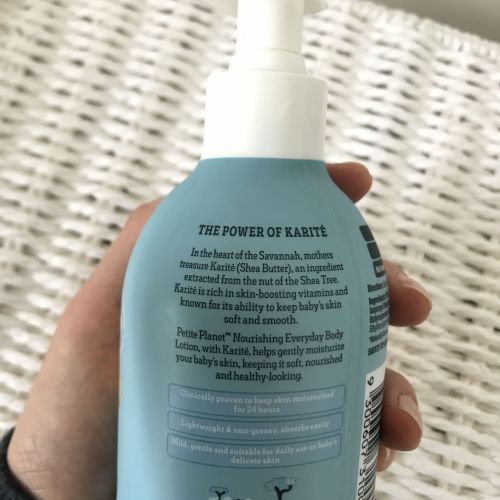 THE POWER OF KARITÉ
In the heart of the Savannah, mothers
treasure Karité (Shea Butter), an ingredient
extracted from the nut of the Shea Tree.
Karité is rich in skin-boosting vitamins and
known for its ability to keep baby's skin
soft and smooth.
Petite Planet™ Nourishing Everyday Body
Lotion, with Karité, helps gently moisturize
your baby's skin, keeping it soft, nourished
and healthy-looking.
Clinically proven to keep skin moisturized
for 24 hours
Lightweight & non-greasy, absorbs easily
Mild, gentle and suitable for daily use on baby's
delicate skin